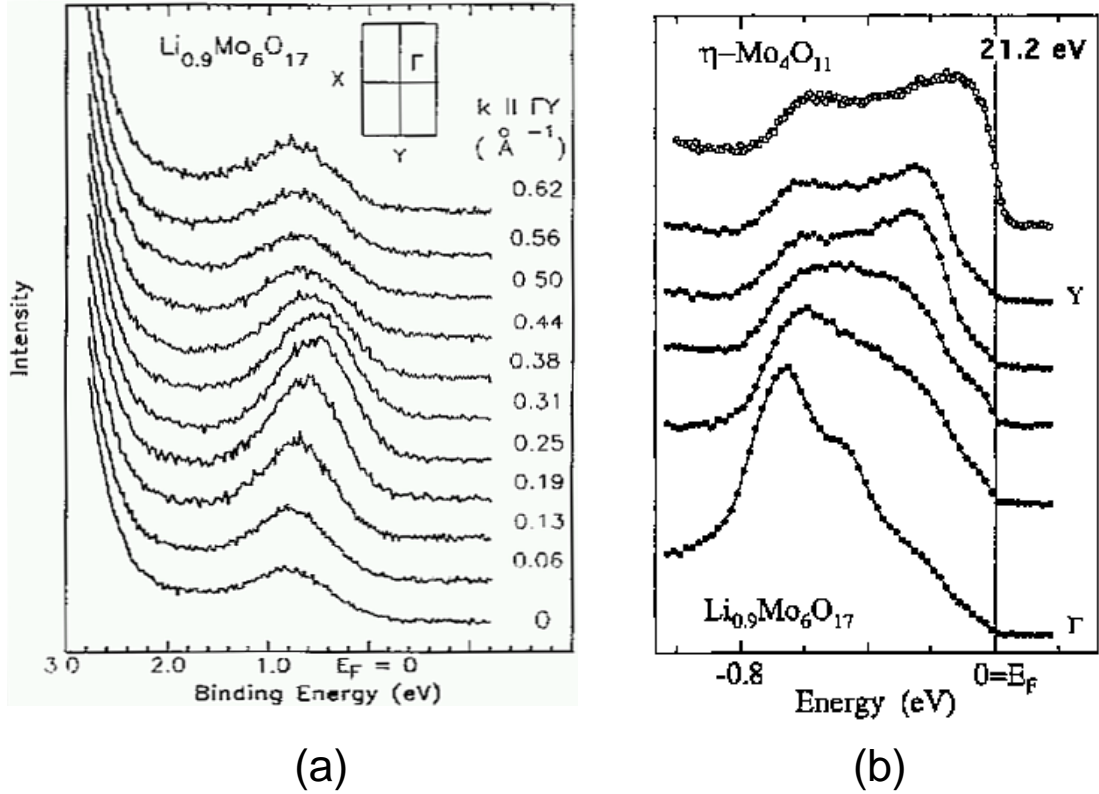 Li0.9Mo6O17
Γ
X
Y
k || ΓY
( Å -1 )
0.62
0.56
0.50
0.44
0.38
0.31
0.25
0.19
0.13
0.06
0
Intensity
3.0 2.0 1.0 EF = 0
Binding Energy (eV)
(a)
η-Mo4O11
21.2 eV
Y
Li0.9Mo6O17
Γ
-0.8 0=EF
Energy (eV)
(b)